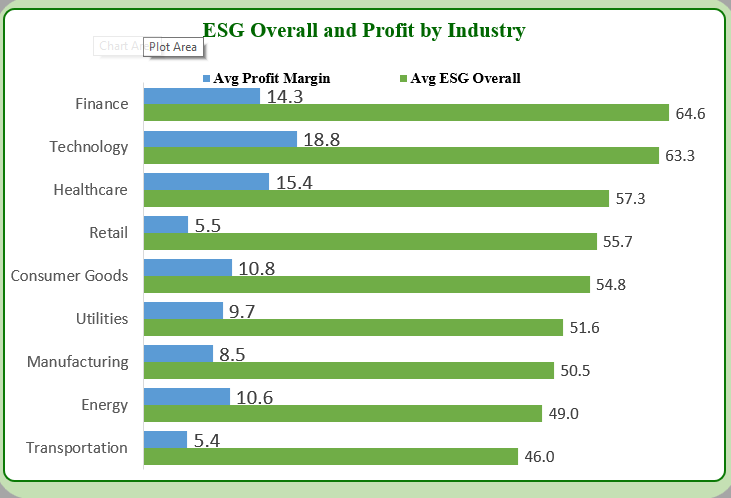 ESG Overall and Profit by Industry
Chart Area
Plot Area
Avg Profit Margin Avg ESG Overall
Finance 14.3 64.6
Technology 18.8 63.3
Healthcare 15.4 57.3
Retail 5.5 55.7
Consumer Goods 10.8 54.8
Utilities 9.7 51.6
Manufacturing 8.5 50.5
Energy 10.6 49.0
Transportation 5.4 46.0